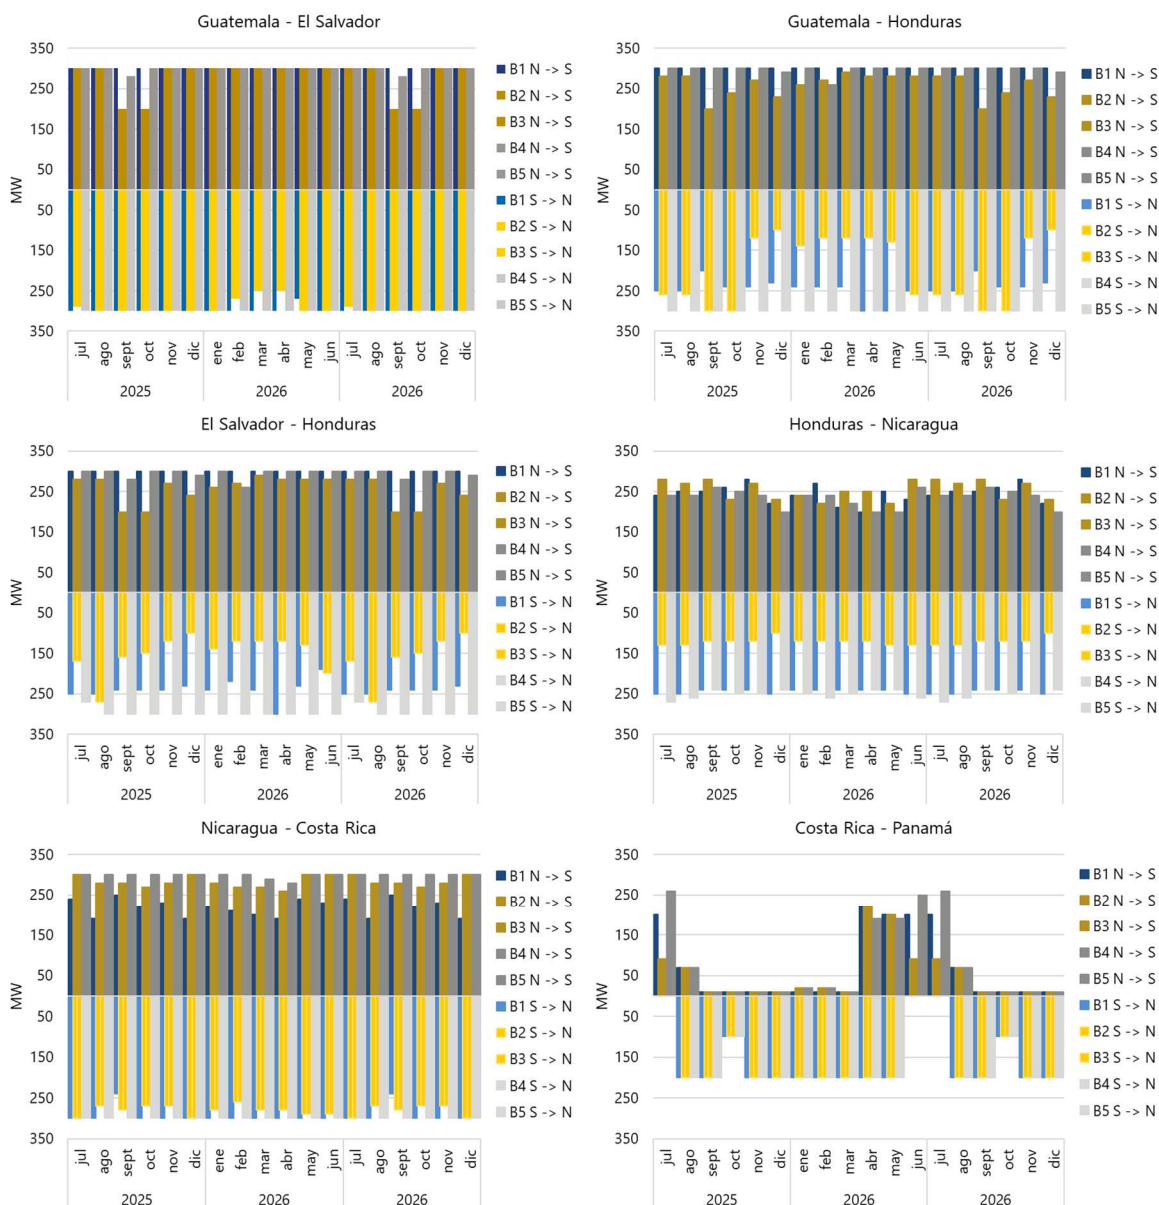 Guatemala - El Salvador
350
250
150
50
50
150
250
350
MW
jul
ago
sept
oct
nov
dic
ene
feb
mar
abr
may
jun
jul
ago
sept
oct
nov
dic
2025
2026
2026
B1 N -> S
B2 N -> S
B3 N -> S
B4 N -> S
B5 N -> S
B1 S -> N
B2 S -> N
B3 S -> N
B4 S -> N
B5 S -> N
Guatemala - Honduras
350
250
150
50
50
150
250
350
MW
jul
ago
sept
oct
nov
dic
ene
feb
mar
abr
may
jun
jul
ago
sept
oct
nov
dic
2025
2026
2026
B1 N -> S
B2 N -> S
B3 N -> S
B4 N -> S
B5 N -> S
B1 S -> N
B2 S -> N
B3 S -> N
B4 S -> N
B5 S -> N
El Salvador - Honduras
350
250
150
50
50
150
250
350
MW
jul
ago
sept
oct
nov
dic
ene
feb
mar
abr
may
jun
jul
ago
sept
oct
nov
dic
2025
2026
2026
B1 N -> S
B2 N -> S
B3 N -> S
B4 N -> S
B5 N -> S
B1 S -> N
B2 S -> N
B3 S -> N
B4 S -> N
B5 S -> N
Honduras - Nicaragua
350
250
150
50
50
150
250
350
MW
jul
ago
sept
oct
nov
dic
ene
feb
mar
abr
may
jun
jul
ago
sept
oct
nov
dic
2025
2026
2026
B1 N -> S
B2 N -> S
B3 N -> S
B4 N -> S
B5 N -> S
B1 S -> N
B2 S -> N
B3 S -> N
B4 S -> N
B5 S -> N
Nicaragua - Costa Rica
350
250
150
50
50
150
250
350
MW
jul
ago
sept
oct
nov
dic
ene
feb
mar
abr
may
jun
jul
ago
sept
oct
nov
dic
2025
2026
2026
B1 N -> S
B2 N -> S
B3 N -> S
B4 N -> S
B5 N -> S
B1 S -> N
B2 S -> N
B3 S -> N
B4 S -> N
B5 S -> N
Costa Rica - Panamá
350
250
150
50
50
150
250
350
MW
jul
ago
sept
oct
nov
dic
ene
feb
mar
abr
may
jun
jul
ago
sept
oct
nov
dic
2025
2026
2026
B1 N -> S
B2 N -> S
B3 N -> S
B4 N -> S
B5 N -> S
B1 S -> N
B2 S -> N
B3 S -> N
B4 S -> N
B5 S -> N